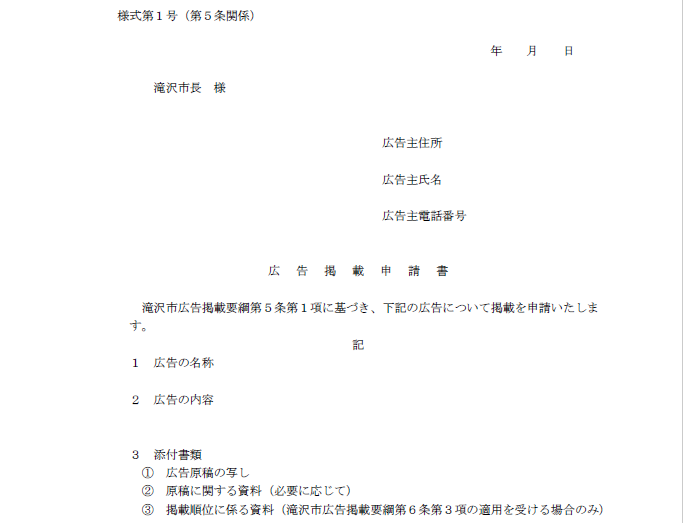 様式第１号（第５条関係）
年　　月　　日
滝沢市長　様
広告主住所
広告主氏名
広告主電話番号
広　告　掲　載　申　請　書
滝沢市広告掲載要綱第５条第１項に基づき、下記の広告について掲載を申請いたしま
す。
記
１　広告の名称
２　広告の内容
３　添付書類
①　広告原稿の写し
②　原稿に関する資料（必要に応じて）
③　掲載順位に係る資料（滝沢市広告掲載要綱第６条第３項の適用を受ける場合のみ）